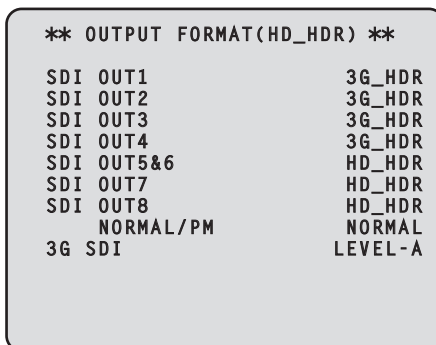 ** OUTPUT FORMAT(HD_HDR) **
SDI OUT1 3G_HDR
SDI OUT2 3G_HDR
SDI OUT3 3G_HDR
SDI OUT4 3G_HDR
SDI OUT5&6 HD_HDR
SDI OUT7 HD_HDR
SDI OUT8 HD_HDR
NORMAL/PM NORMAL
3G SDI LEVEL-A